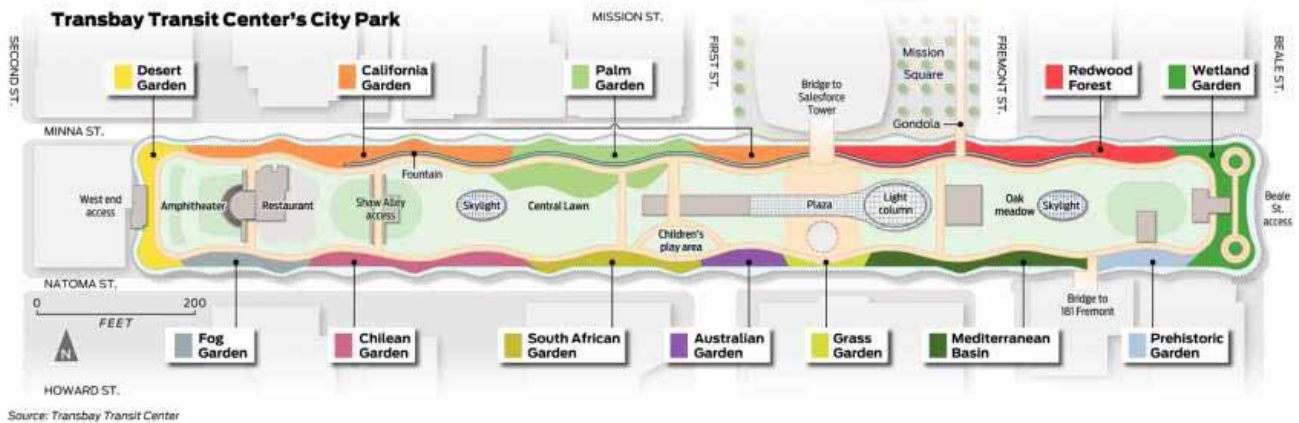 Transbay Transit Center's City Park
MISSION ST.
SECOND ST.
FIRST ST.
FREMONT ST.
BEALE ST.
Mission
Square
Desert
Garden
California
Garden
Palm
Garden
Bridge to
Salesforce
Tower
Redwood
Forest
Wetland
Garden
Gondola
MINNA ST.
Fountain
West end
access
Amphitheater
Restaurant
Shaw Alley
access
Skylight
Central Lawn
Plaza
Light
column
Oak
meadow
Skylight
Beale
St.
access
Children's
play area
NATOMA ST.
0 200
FEET
Bridge to
181 Fremont
Fog
Garden
Chilean
Garden
South African
Garden
Australian
Garden
Grass
Garden
Mediterranean
Basin
Prehistoric
Garden
N
HOWARD ST.
Source: Transbay Transit Center